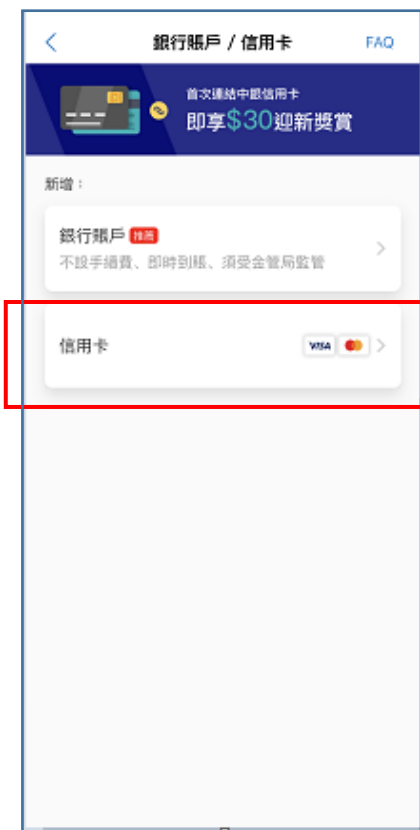 銀行賬戶 / 信用卡
FAQ
首次連結中銀信用卡
即享$30迎新獎賞
新增：
銀行賬戶 推薦
不設手續費、即時到賬、須受金管局監管
信用卡
VISA